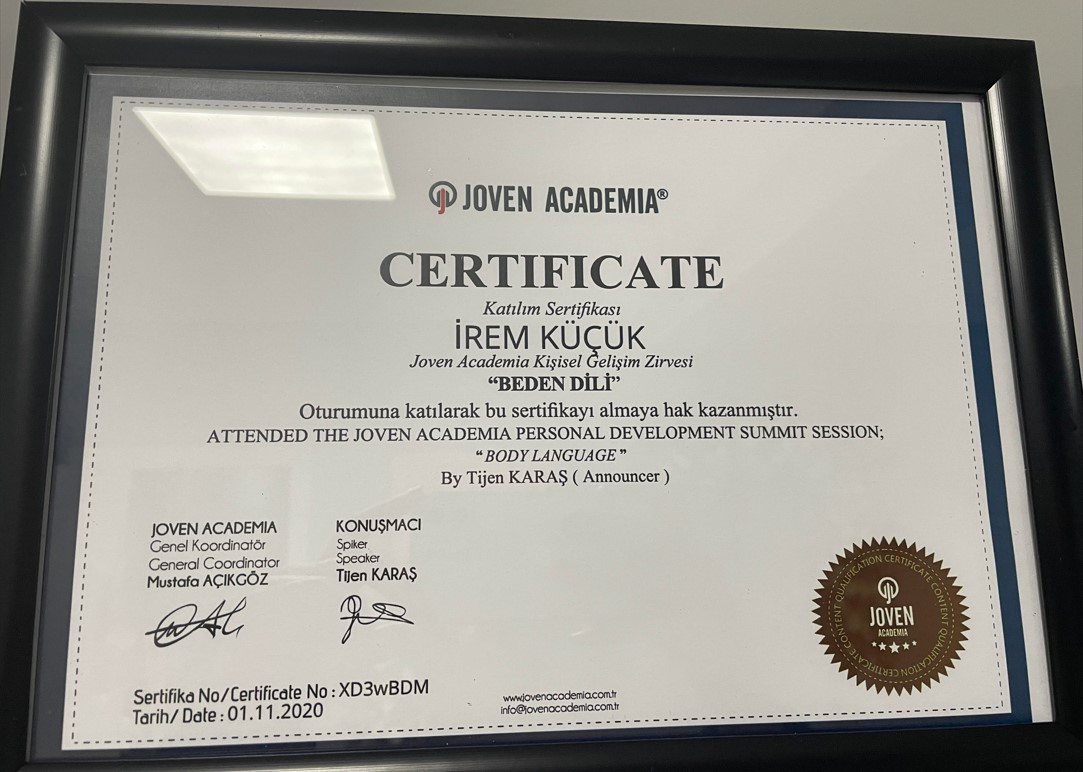 JOVEN ACADEMIA®
CERTIFICATE
Katılım Sertifikası
İREM KÜÇÜK
Joven Academia Kişisel Gelişim Zirvesi
“BEDEN DİLİ”
Oturumuna katılarak bu sertifikayı almaya hak kazanmıştır.
ATTENDED THE JOVEN ACADEMIA PERSONAL DEVELOPMENT SUMMIT SESSION;
“BODY LANGUAGE”
By Tijen KARAŞ ( Announcer )
JOVEN ACADEMIA
Genel Koordinatör
General Coordinator
Mustafa AÇIKGÖZ
KONUŞMACI
Spiker
Speaker
Tijen KARAŞ
QUALIFICATION CERTIFICATE CONTENT QUALIFICATION CERTIFICATE CONTENT
JOVEN
ACADEMIA
Sertifika No/Certificate No : XD3wBDM
Tarih/ Date : 01.11.2020
www.jovenacademia.com.tr
info@jovenacademia.com.tr